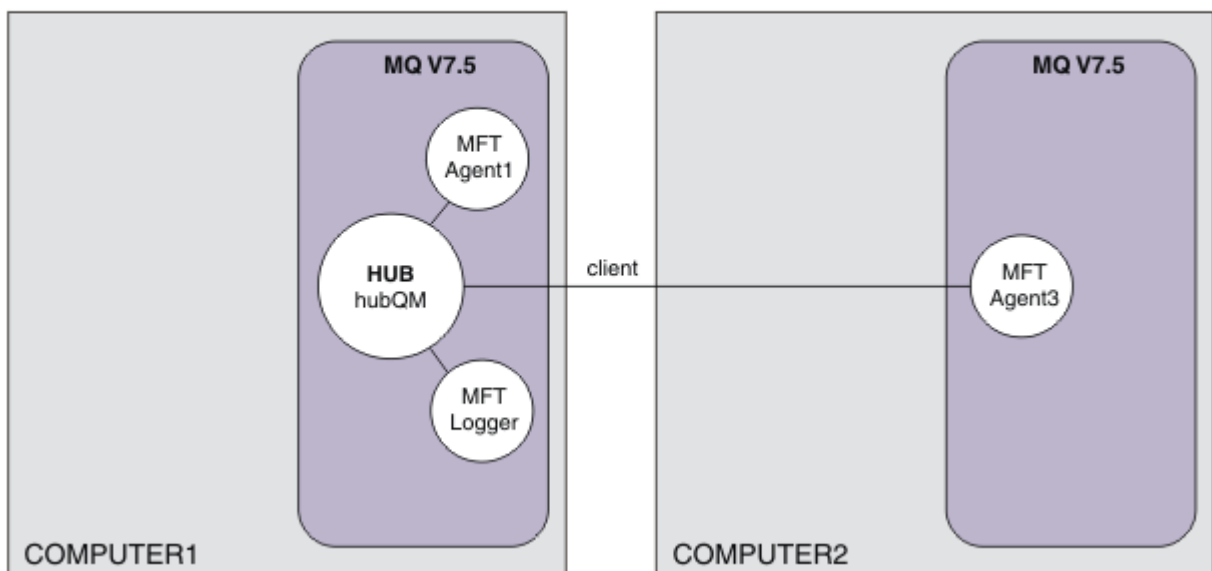 MQ V7.5
MFT
Agent1
HUB
hubQM
MFT
Logger
COMPUTER1
client
MQ V7.5
MFT
Agent3
COMPUTER2